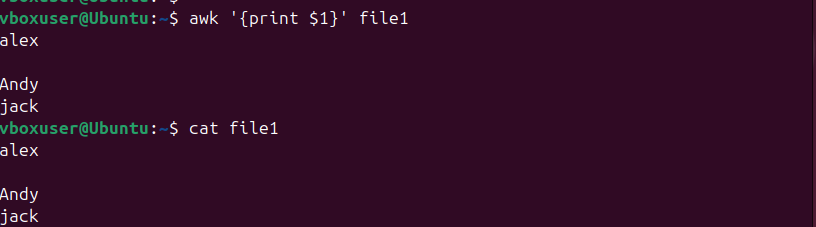 vboxuser@Ubuntu:~$ awk '{print $1}' file1
alex
Andy
jack
vboxuser@Ubuntu:~$ cat file1
alex
Andy
jack